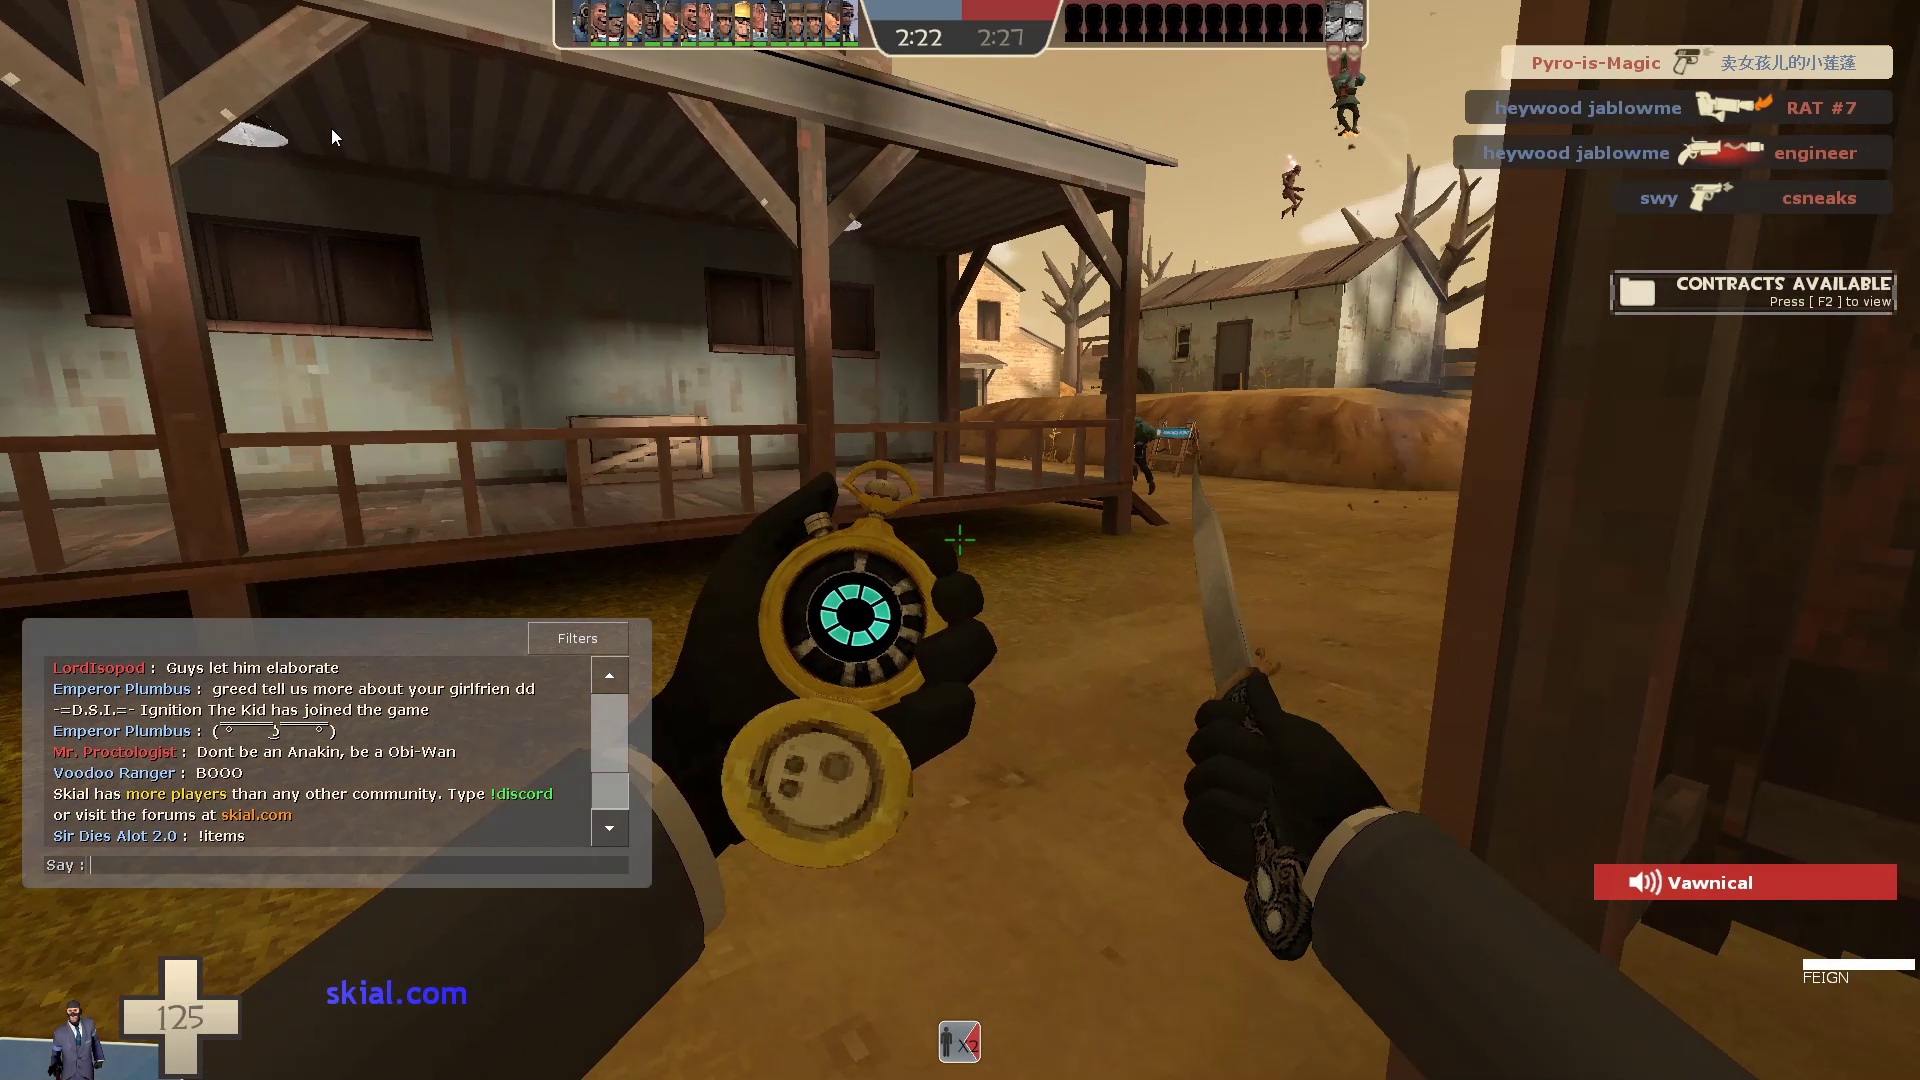 2:22 2:27
Pyro-is-Magic 卖女孩儿的小莲蓬
heywood jablowme RAT #7
heywood jablowme engineer
swy csneaks
CONTRACTS AVAILABLE
Press [ F2 ] to view
Filters
LordIsopod : Guys let him elaborate
Emperor Plumbus : greed tell us more about your girlfrien dd
-=D.S.I.=- Ignition The Kid has joined the game
Emperor Plumbus :
Mr. Proctologist : Dont be an Anakin, be a Obi-Wan
Voodoo Ranger : BOOO
Skial has more players than any other community. Type !discord
or visit the forums at skial.com
Sir Dies Alot 2.0 : !items
Say :
Vawnical
FEIGN
skial.com
125
X2